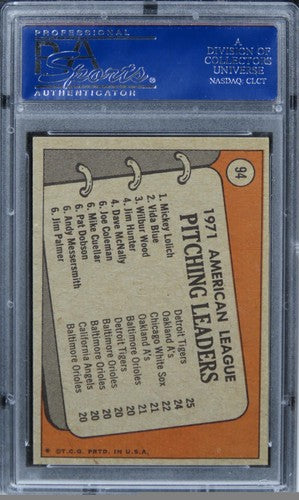 PROFESSIONAL
PSA
Sports
AUTHENTICATOR
A
DIVISION OF
COLLECTORS
UNIVERSE
NASDAQ: CLCT
94
1971 AMERICAN LEAGUE
PITCHING LEADERS
1. Mickey Lolich Detroit Tigers 25
2. Vida Blue Oakland A's 24
3. Wilbur Wood Chicago White Sox 22
4. Jim Hunter Oakland A's 21
4. Dave McNally Baltimore Orioles 21
6. Joe Coleman Detroit Tigers 20
6. Mike Cuellar Baltimore Orioles 20
6. Pat Dobson Baltimore Orioles 20
6. Andy Messersmith California Angels 20
6. Jim Palmer Baltimore Orioles 20
* ©T.C.G. PRTD. IN U.S.A.